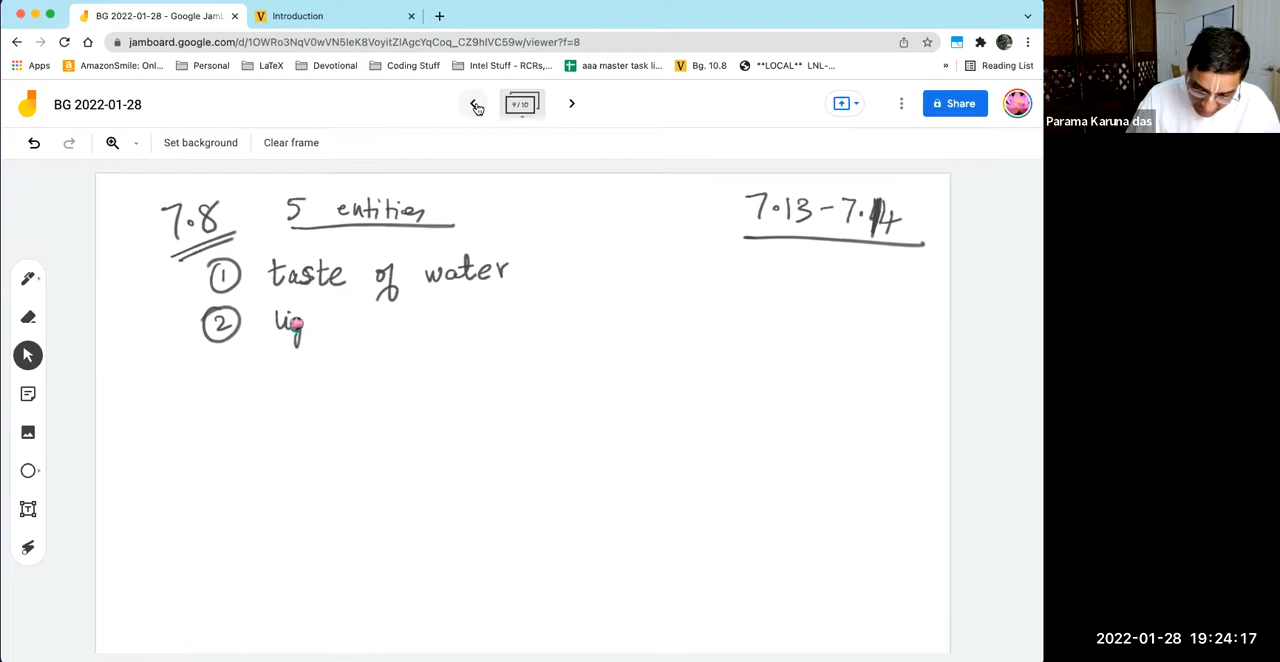 BG 2022-01-28 - Google Jam
Introduction
jamboard.google.com/d/1OWRo3NqV0wVN5leK8VoyitZlAgcYqCoq_CZ9hlVC59w/viewer?f=8
Apps AmazonSmile: Onl... Personal LaTeX Devotional Coding Stuff Intel Stuff - RCRs,... aaa master task li... Bg. 10.8 **LOCAL** LNL-... » Reading List
BG 2022-01-28
9/10
Share
Parama Karuna das
Set background
Clear frame
7.8 5 entities 7.13 - 7.14
① taste of water
② lig
2022-01-28 19:24:17